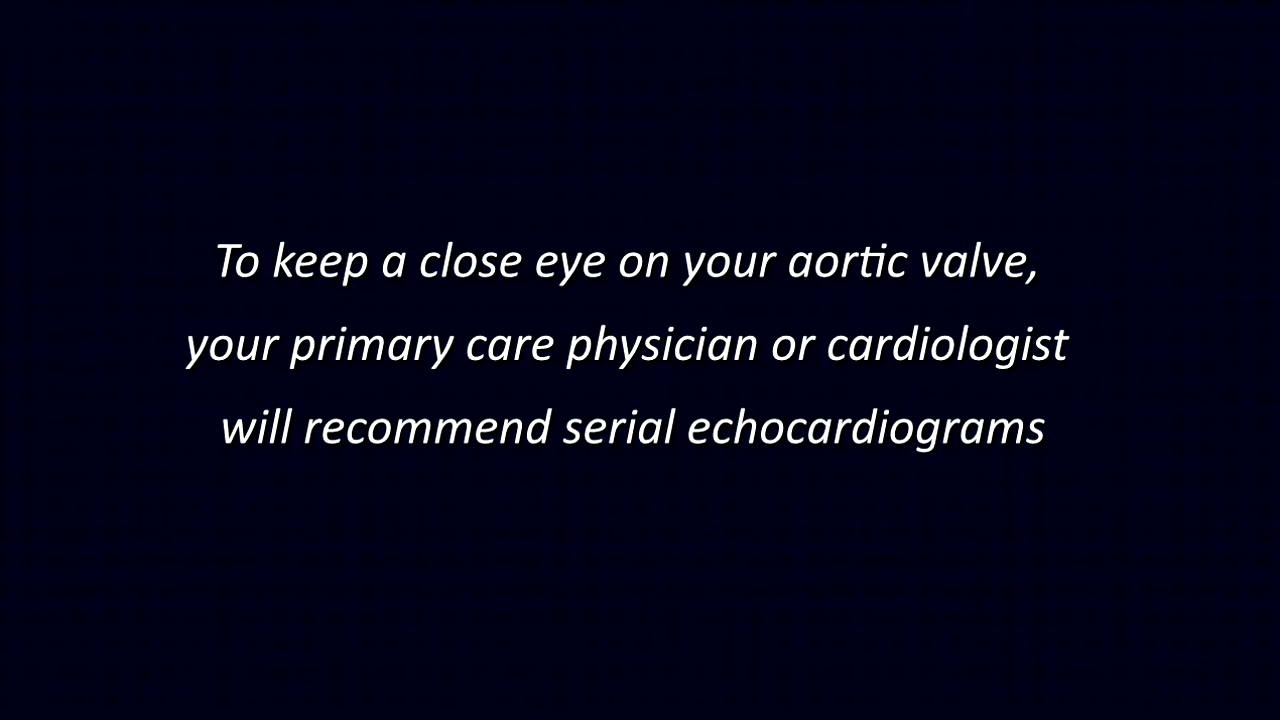 To keep a close eye on your aortic valve,
your primary care physician or cardiologist
will recommend serial echocardiograms